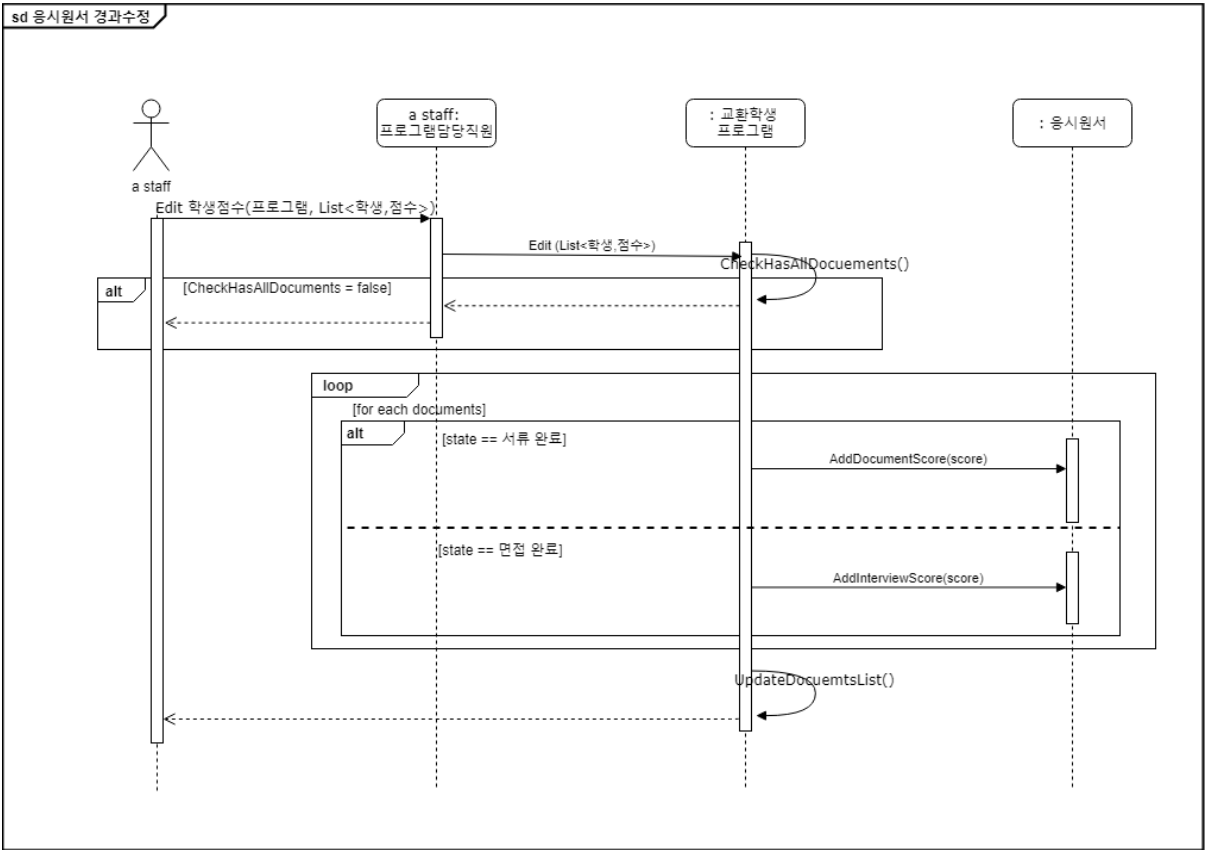 sd 응시원서 경과수정
a staff:
프로그램담당직원
: 교환학생
프로그램
: 응시원서
a staff
Edit 학생점수(프로그램, List<학생,점수>)
Edit (List<학생,점수>)
CheckHasAllDocuements()
alt
[CheckHasAllDocuments = false]
loop
[for each documents]
alt
[state == 서류 완료]
AddDocumentScore(score)
[state == 면접 완료]
AddInterviewScore(score)
UpdateDocuemtsList()